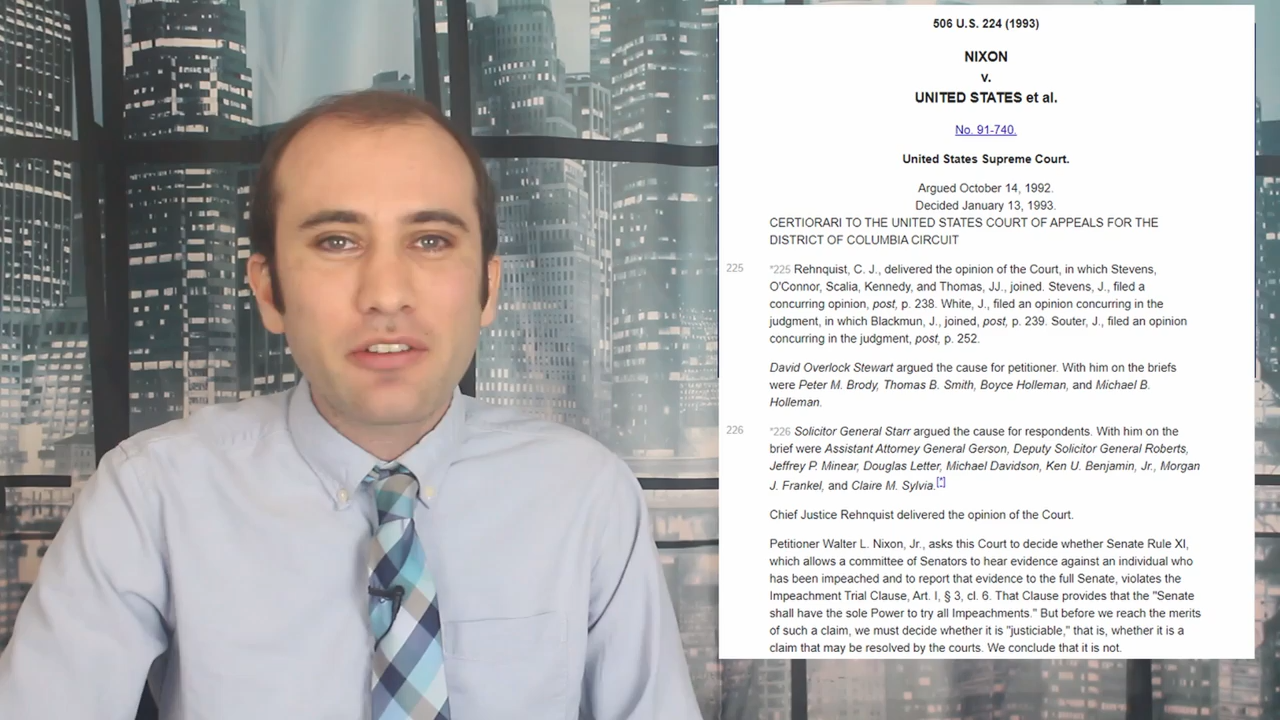 506 U.S. 224 (1993)
NIXON
v.
UNITED STATES et al.
No. 91-740.
United States Supreme Court.
Argued October 14, 1992.
Decided January 13, 1993.
CERTIORARI TO THE UNITED STATES COURT OF APPEALS FOR THE
DISTRICT OF COLUMBIA CIRCUIT
225 *225 Rehnquist, C. J., delivered the opinion of the Court, in which Stevens,
O'Connor, Scalia, Kennedy, and Thomas, JJ., joined. Stevens, J., filed a
concurring opinion, post, p. 238. White, J., filed an opinion concurring in the
judgment, in which Blackmun, J., joined, post, p. 239. Souter, J., filed an opinion
concurring in the judgment, post, p. 252.
David Overlock Stewart argued the cause for petitioner. With him on the briefs
were Peter M. Brody, Thomas B. Smith, Boyce Holleman, and Michael B.
Holleman.
226 *226 Solicitor General Starr argued the cause for respondents. With him on the
brief were Assistant Attorney General Gerson, Deputy Solicitor General Roberts,
Jeffrey P. Minear, Douglas Letter, Michael Davidson, Ken U. Benjamin, Jr., Morgan
J. Frankel, and Claire M. Sylvia.[*]
Chief Justice Rehnquist delivered the opinion of the Court.
Petitioner Walter L. Nixon, Jr., asks this Court to decide whether Senate Rule XI,
which allows a committee of Senators to hear evidence against an individual who
has been impeached and to report that evidence to the full Senate, violates the
Impeachment Trial Clause, Art. I, § 3, cl. 6. That Clause provides that the "Senate
shall have the sole Power to try all Impeachments." But before we reach the merits
of such a claim, we must decide whether it is "justiciable," that is, whether it is a
claim that may be resolved by the courts. We conclude that it is not.